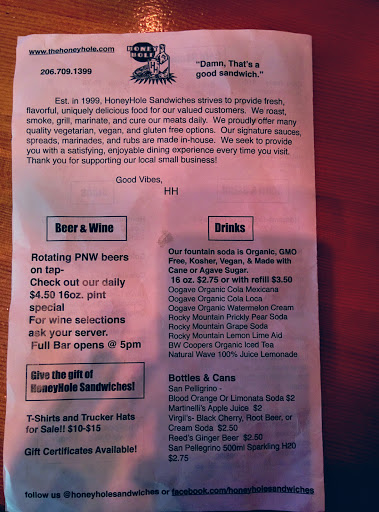 www.thehoneyhole.com
HONEY
HOLE
206.709.1399
"Damn, That's a
good sandwich."
Est. in 1999, HoneyHole Sandwiches strives to provide fresh,
flavorful, uniquely delicious food for our valued customers. We roast,
smoke, grill, marinate, and cure our meats daily. We proudly offer many
quality vegetarian, vegan, and gluten free options. Our signature sauces,
spreads, marinades, and rubs are made in-house. We seek to provide
you with a satisfying, enjoyable dining experience every time you visit.
Thank you for supporting our local small business!
Good Vibes,
HH
Beer & Wine
Rotating PNW beers
on tap-
Check out our daily
$4.50 16oz. pint
special
For wine selections
ask your server.
Full Bar opens @ 5pm
Give the gift of
HoneyHole Sandwiches!
T-Shirts and Trucker Hats
for Sale!! $10-$15
Gift Certificates Available!
Drinks
Our fountain soda is Organic, GMO
Free, Kosher, Vegan, & Made with
Cane or Agave Sugar.
16 oz. $2.75 or with refill $3.50
Oogave Organic Cola Mexicana
Oogave Organic Cola Loca
Oogave Organic Watermelon Cream
Rocky Mountain Prickly Pear Soda
Rocky Mountain Grape Soda
Rocky Mountain Lemon Lime Aid
BW Coopers Organic Iced Tea
Natural Wave 100% Juice Lemonade
Bottles & Cans
San Pelligrino -
Blood Orange Or Limonata Soda $2
Martinelli's Apple Juice $2
Virgil's- Black Cherry, Root Beer, or
Cream Soda $2.50
Reed's Ginger Beer $2.50
San Pellegrino 500ml Sparkling H20
$2.75
follow us @honeyholesandwiches or facebook.com/honeyholesandwiches